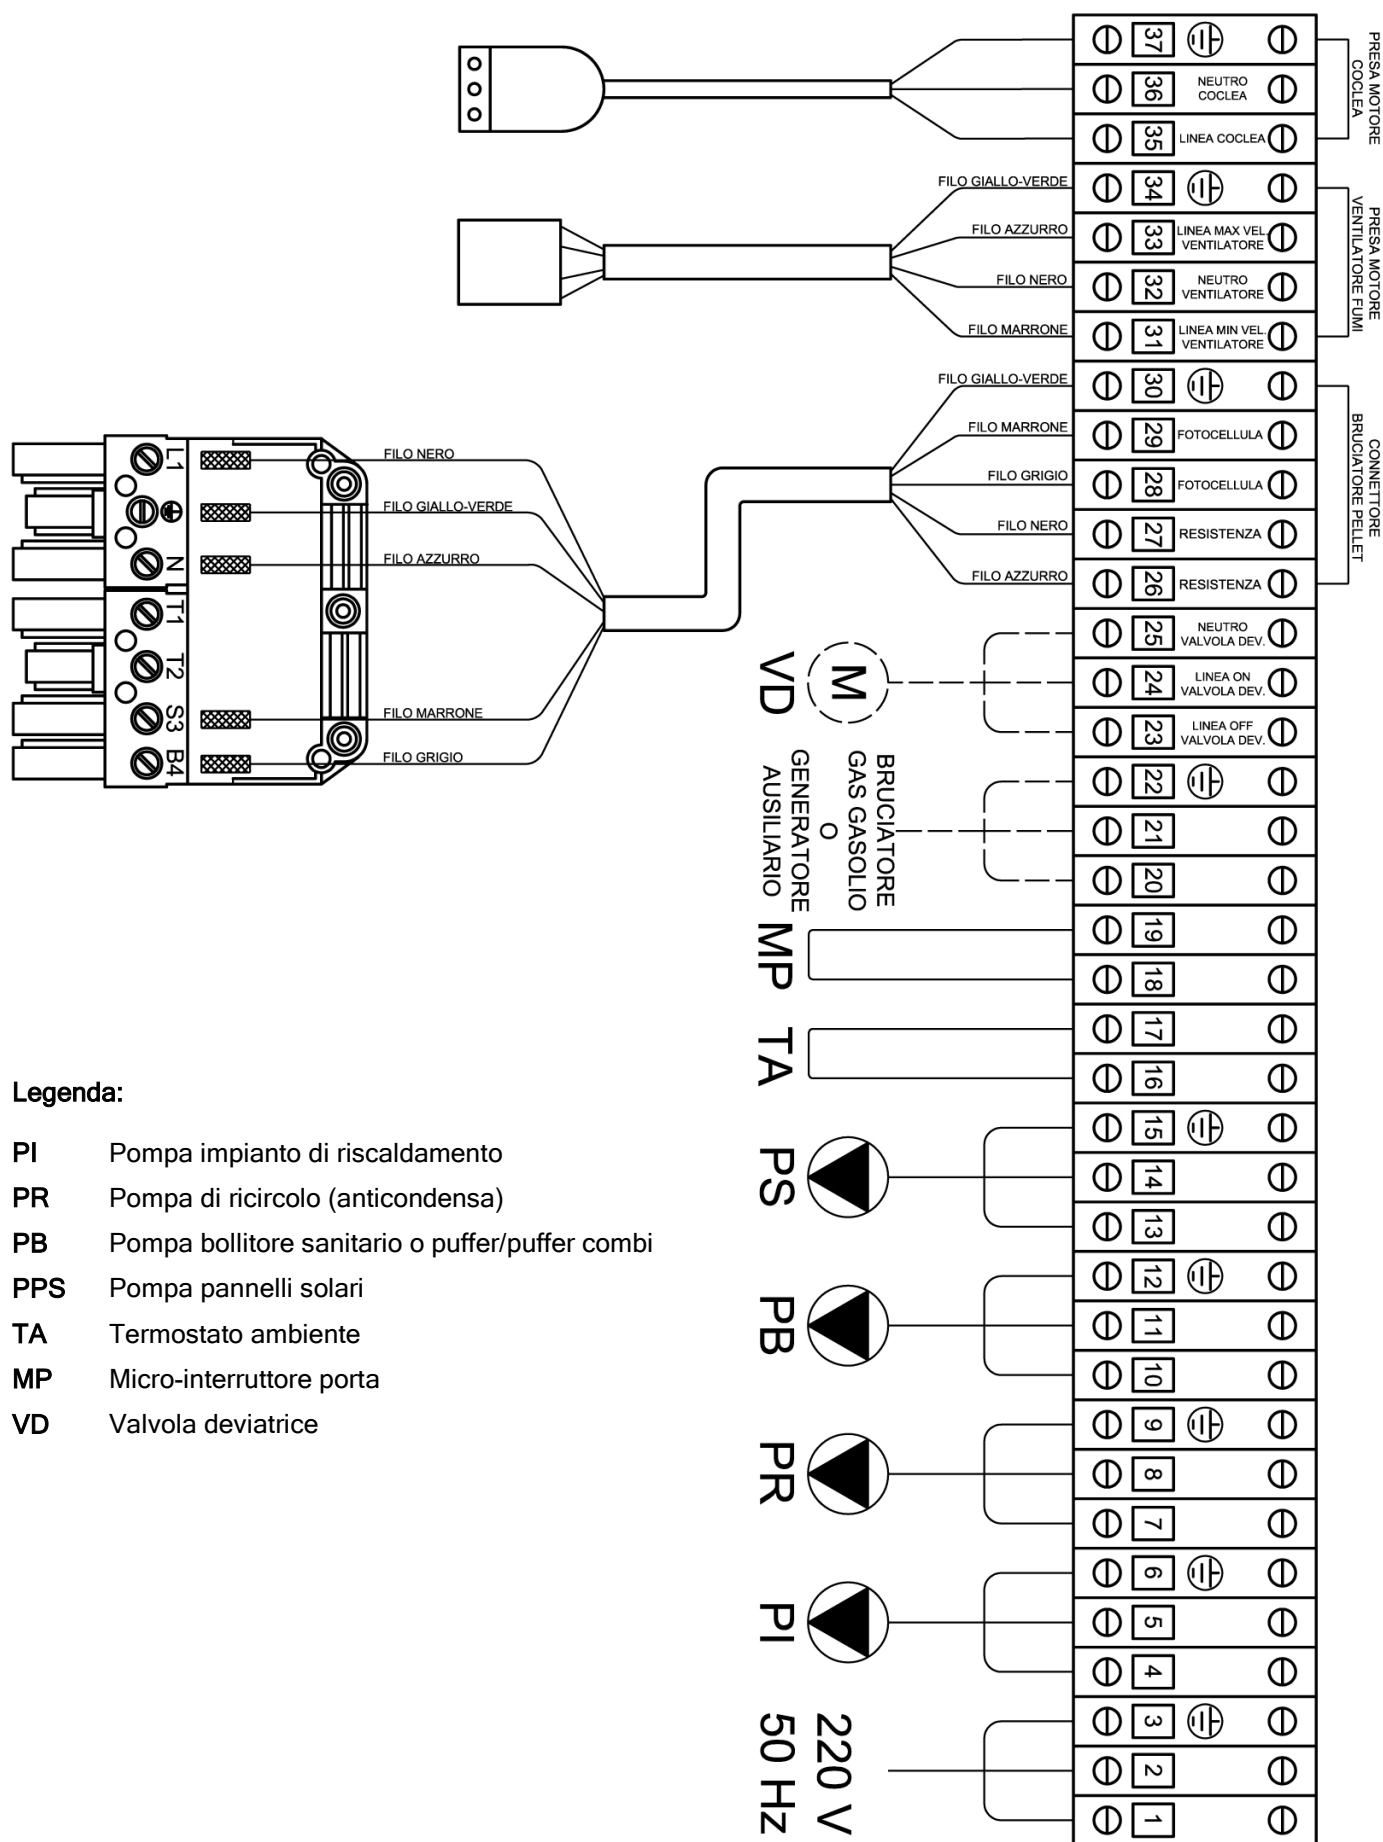 PRESA MOTORE
COCLEA
37
36
NEUTRO
COCLEA
35
LINEA COCLEA
PRESA MOTORE
VENTILATORE FUMI
FILO GIALLO-VERDE
34
FILO AZZURRO
33
LINEA MAX VEL.
VENTILATORE
FILO NERO
32
NEUTRO
VENTILATORE
FILO MARRONE
31
LINEA MIN VEL.
VENTILATORE
CONNETTORE
BRUCIATORE PELLET
FILO GIALLO-VERDE
30
FILO MARRONE
29
FOTOCELLULA
FILO GRIGIO
28
FOTOCELLULA
FILO NERO
27
RESISTENZA
FILO AZZURRO
26
RESISTENZA
L1
FILO NERO
FILO GIALLO-VERDE
N
FILO AZZURRO
T1
T2
S3
FILO MARRONE
B4
FILO GRIGIO
VD
M
25
NEUTRO
VALVOLA DEV.
24
LINEA ON
VALVOLA DEV.
23
LINEA OFF
VALVOLA DEV.
BRUCIATORE
GAS GASOLIO
O
GENERATORE
AUSILIARIO
22
21
20
MP
19
18
TA
17
16
PS
15
14
13
PB
12
11
10
PR
9
8
7
PI
6
5
4
220 V
50 Hz
3
2
1
Legenda:
PI Pompa impianto di riscaldamento
PR Pompa di ricircolo (anticondensa)
PB Pompa bollitore sanitario o puffer/puffer combi
PPS Pompa pannelli solari
TA Termostato ambiente
MP Micro-interruttore porta
VD Valvola deviatrice